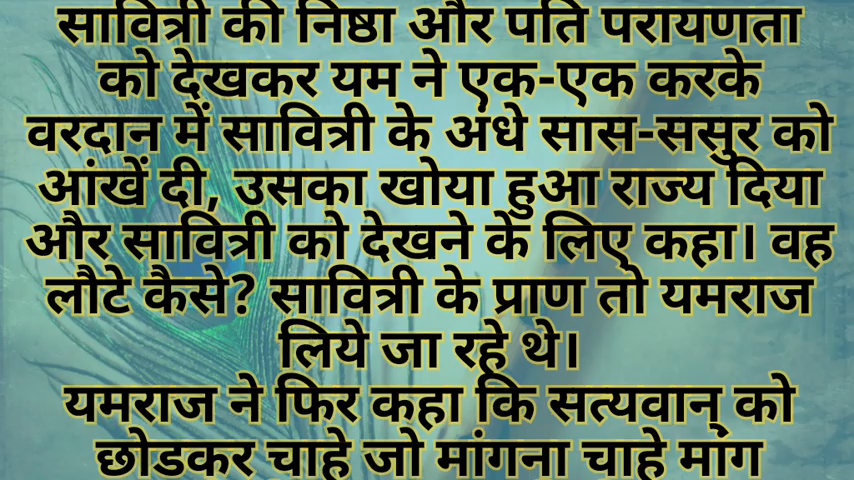 सावित्री की निष्ठा और पति परायणता
को देखकर यम ने एक-एक करके
वरदान में सावित्री के अंधे सास-ससुर को
आंखें दी, उसका खोया हुआ राज्य दिया
और सावित्री को देखने के लिए कहा। वह
लौटे कैसे? सावित्री के प्राण तो यमराज
लिये जा रहे थे।
यमराज ने फिर कहा कि सत्यवान् को
छोडकर चाहे जो मांगना चाहे मांग